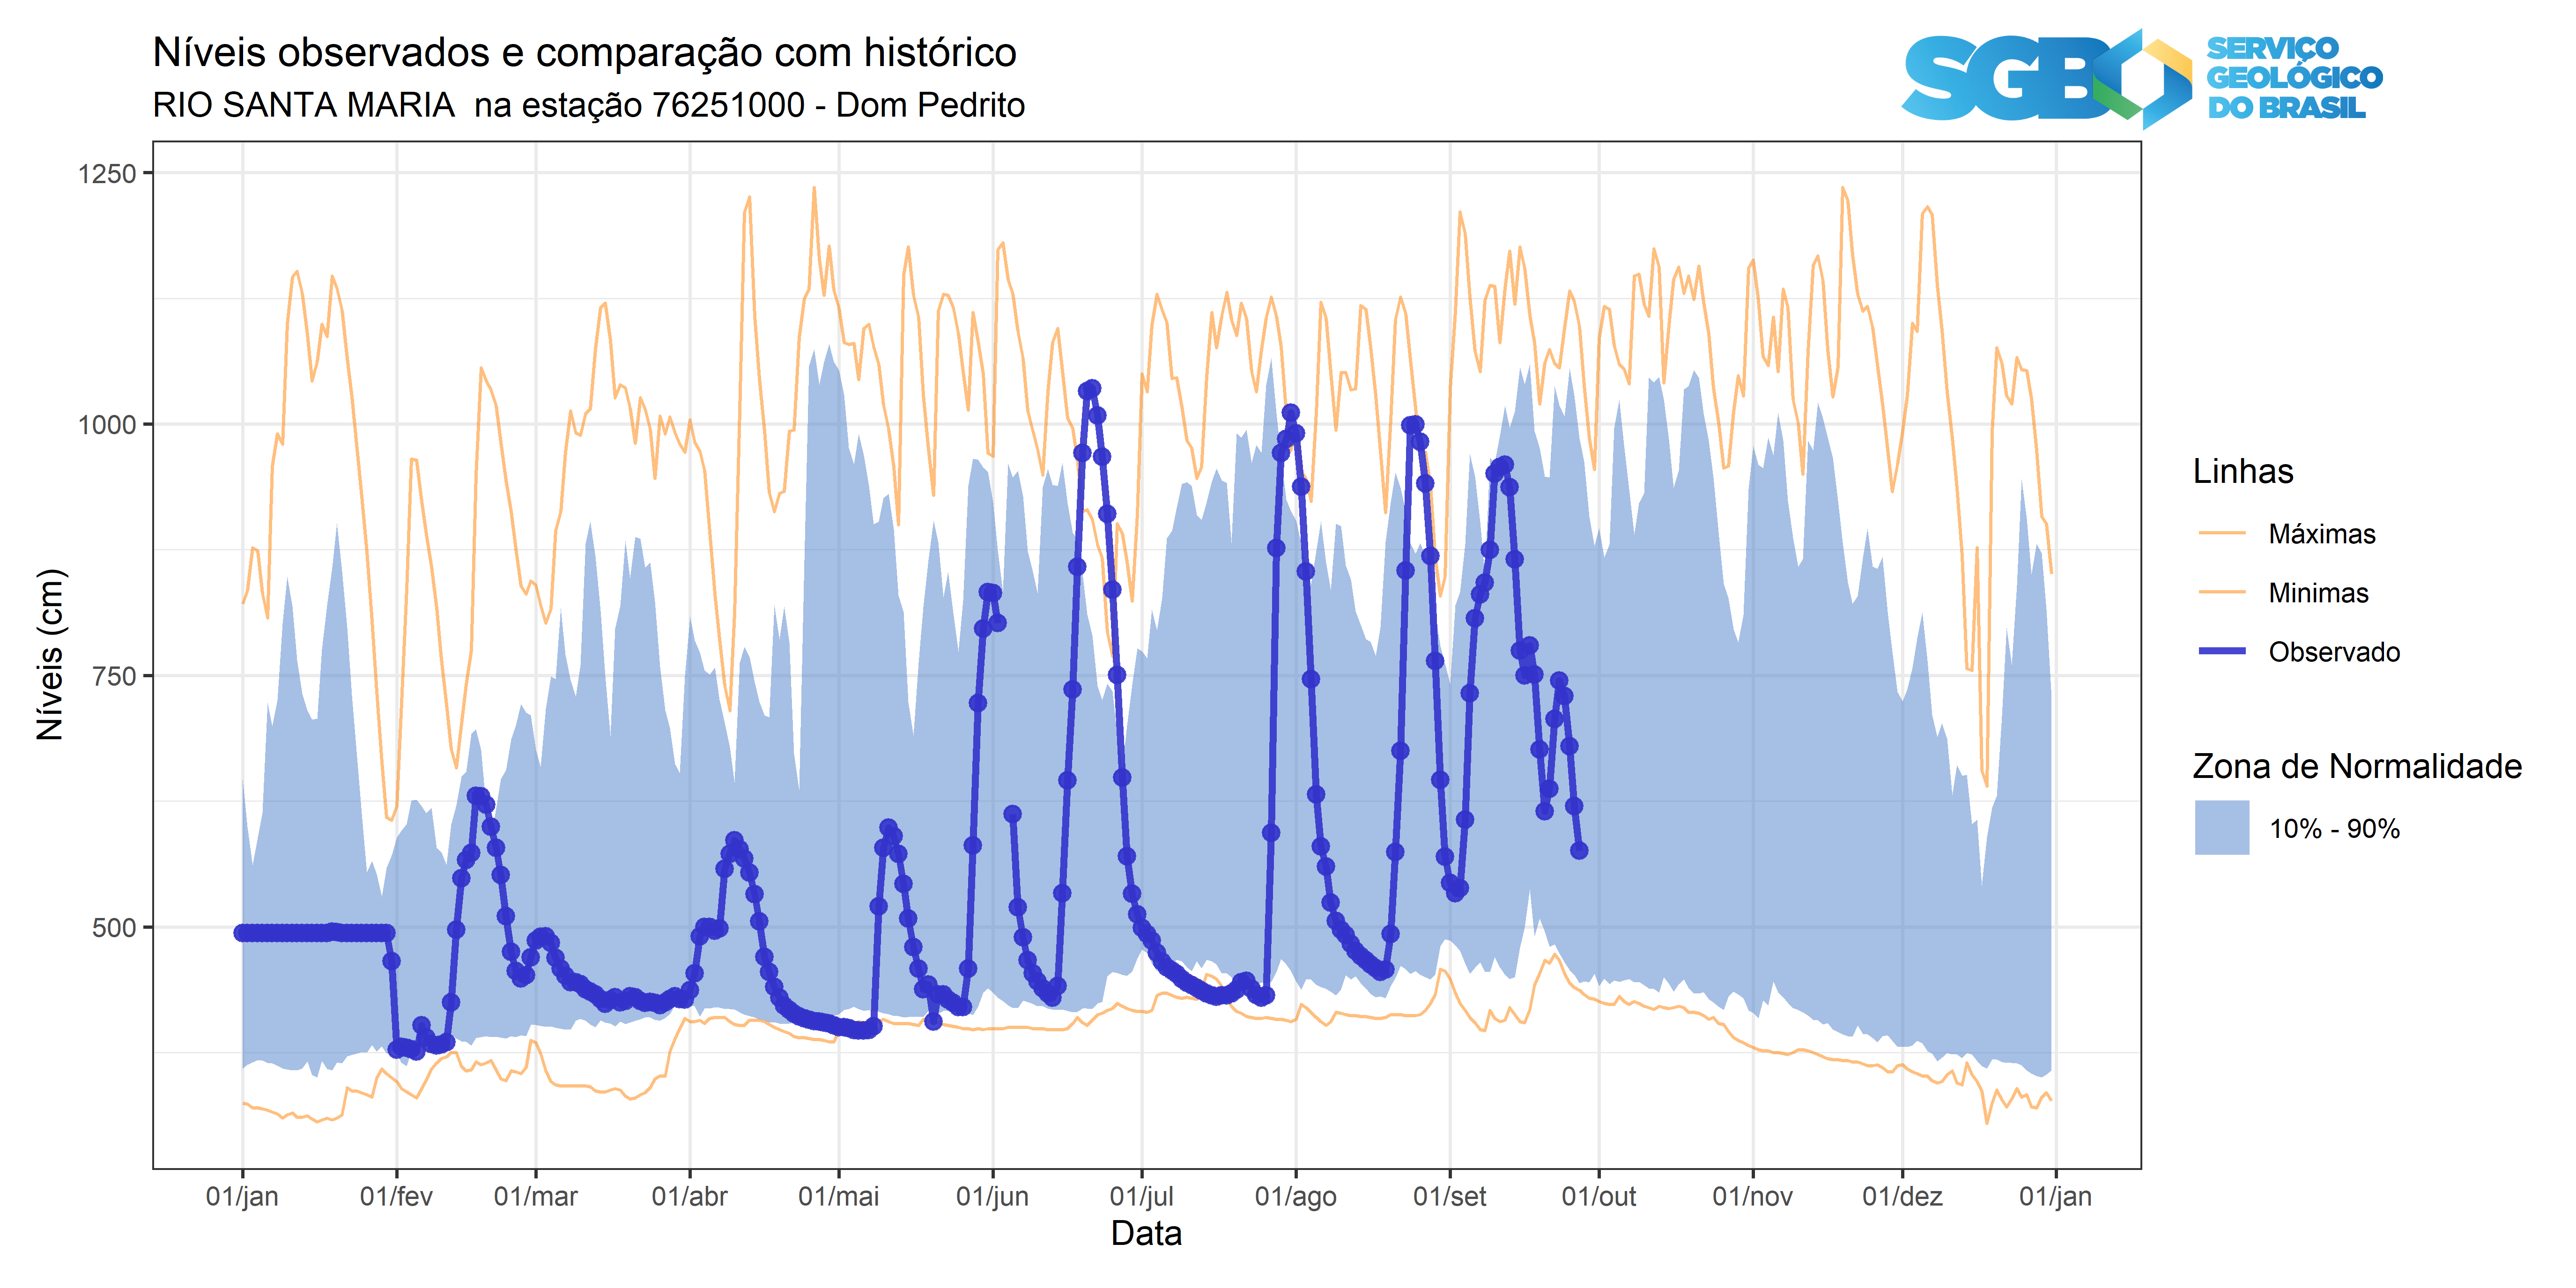 Níveis observados e comparação com histórico
RIO SANTA MARIA na estação 76251000 - Dom Pedrito
SGB
SERVIÇO
GEOLÓGICO
DO BRASIL
Níveis (cm)
1250
1000
750
500
01/jan
01/fev
01/mar
01/abr
01/mai
01/jun
01/jul
01/ago
01/set
01/out
01/nov
01/dez
01/jan
Data
Linhas
Máximas
Minimas
Observado
Zona de Normalidade
10% - 90%